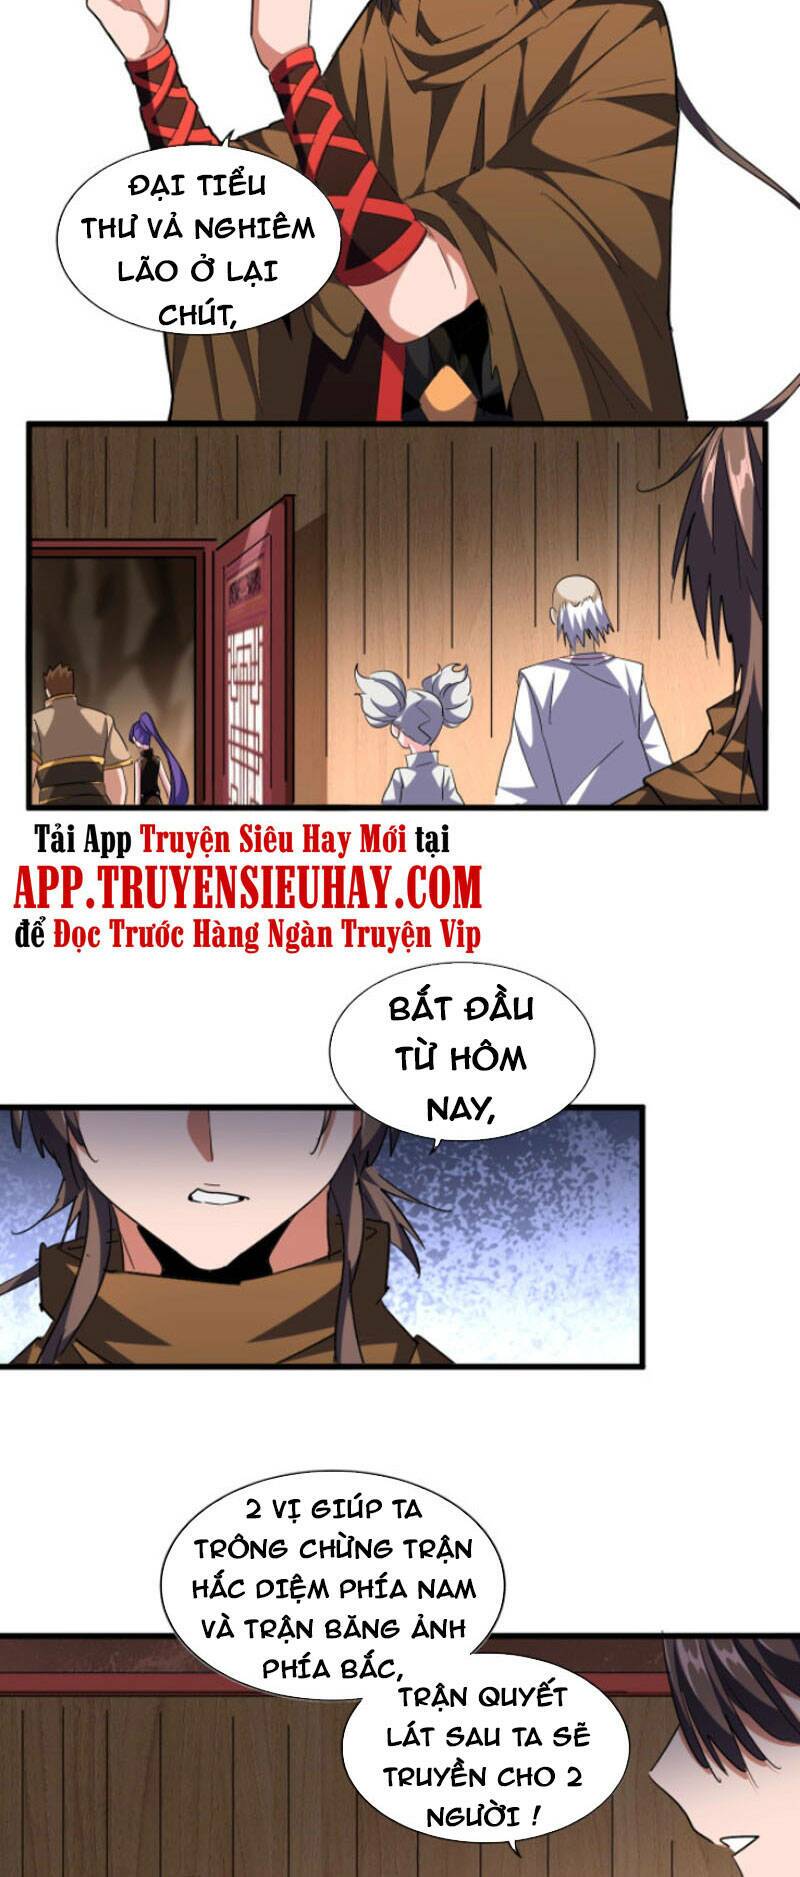 ĐẠI TIỂU
THƯ VẢ NGHIÊM
LÃO Ở LẠI
CHÚT,
Tải App Truyện Siêu Hay Mới tại
APP.TRUYENSIEUHAY.COM
để Đọc Trước Hàng Ngàn Truyện Vip
BẮT ĐẦU
TỪ HÔM
NAY,
2 VỊ GIÚP TA
TRÔNG CHỪNG TRẬN
HẮC DIỆM PHÍA NAM
VÀ TRẬN BĂNG ẢNH
PHÍA BẮC,
TRẬN QUYẾT
LÁT SAU TA SẼ
TRUYỀN CHO 2
NGƯỜI !